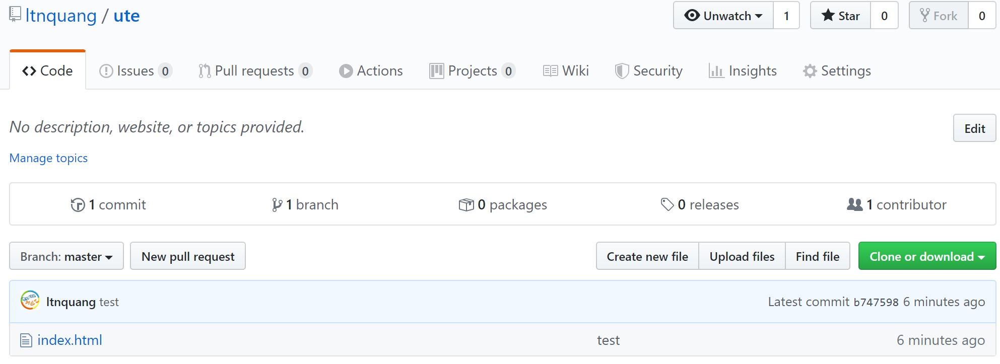 ltnquang / ute Unwatch 1 Star 0 Fork 0
Code Issues 0 Pull requests 0 Actions Projects 0 Wiki Security Insights Settings
No description, website, or topics provided. Edit
Manage topics
1 commit 1 branch 0 packages 0 releases 1 contributor
Branch: master New pull request Create new file Upload files Find file Clone or download
ltnquang test Latest commit b747598 6 minutes ago
index.html test 6 minutes ago